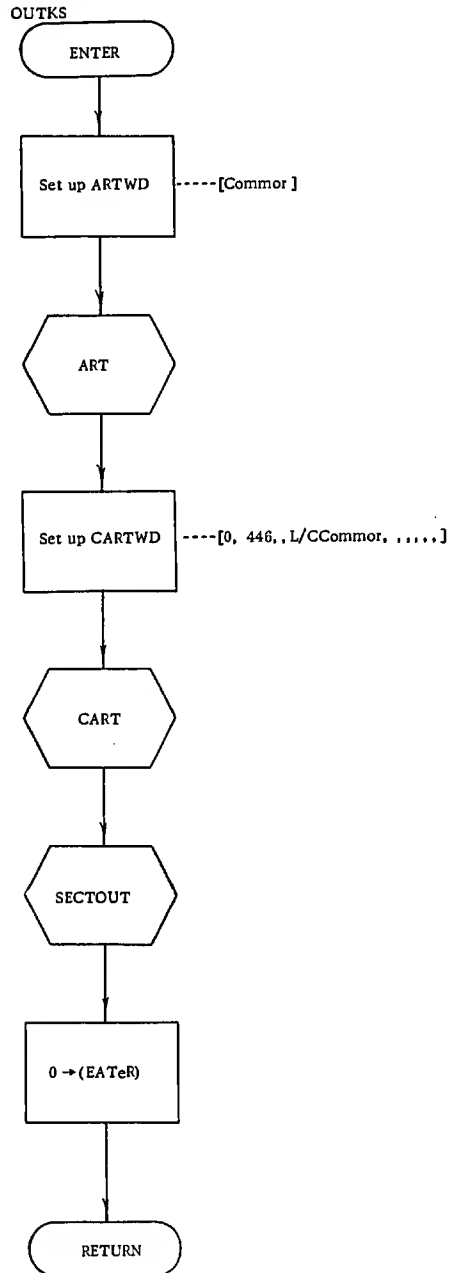 OUTKS
ENTER
Set up ARTWD -----[Commor ]
ART
Set up CARTWD ----[0, 446, , L/CCommor, , , , , ,]
CART
SECTOUT
0 → (EATeR)
RETURN